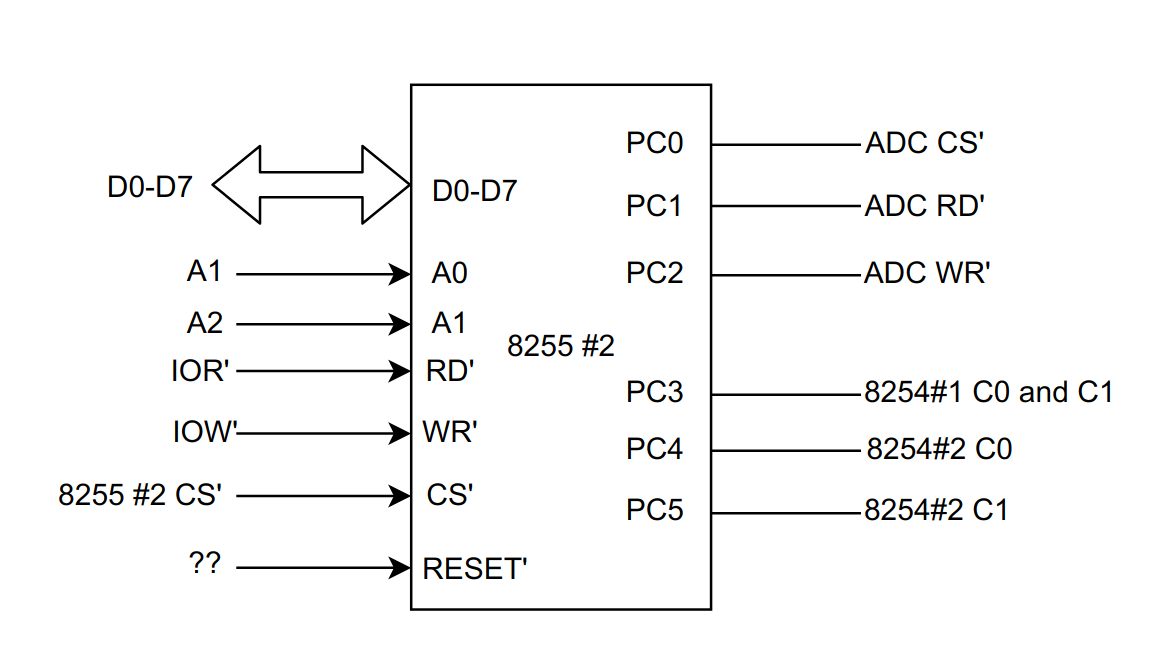 PC0 ADC CS'
D0-D7 D0-D7
PC1 ADC RD'
A1 A0 PC2 ADC WR'
A2 A1
8255 #2
IOR' RD'
PC3 8254#1 C0 and C1
IOW' WR'
PC4 8254#2 C0
8255 #2 CS' CS'
PC5 8254#2 C1
?? RESET'